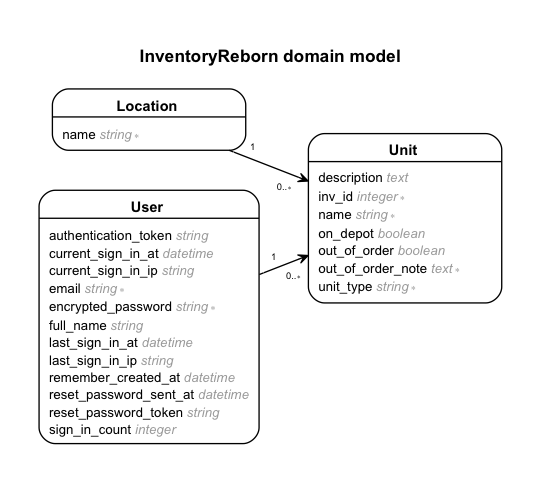 InventoryReborn domain model
Location
name string*
1
0..*
Unit
description text
inv_id integer*
name string*
on_depot boolean
out_of_order boolean
out_of_order_note text*
unit_type string*
User
authentication_token string
current_sign_in_at datetime
current_sign_in_ip string
email string*
encrypted_password string*
full_name string
last_sign_in_at datetime
last_sign_in_ip string
remember_created_at datetime
reset_password_sent_at datetime
reset_password_token string
sign_in_count integer
1
0..*